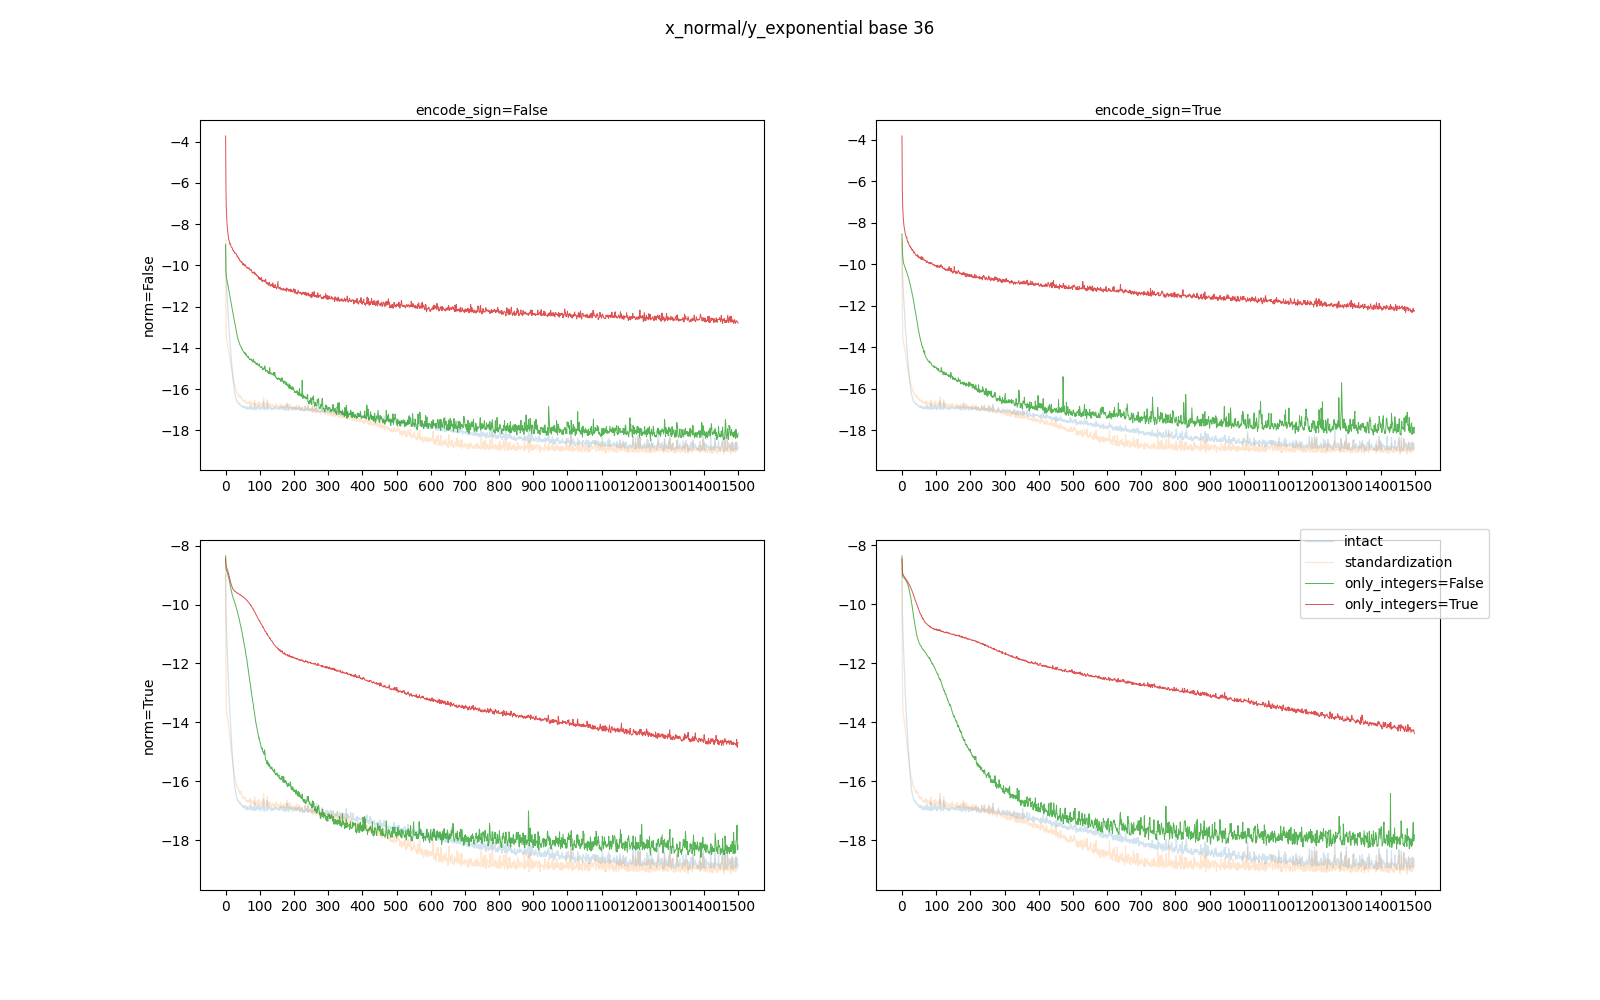 x_normal/y_exponential base 36
encode_sign=False
encode_sign=True
norm=False
−4
−6
−8
−10
−12
−14
−16
−18
0 100 200 300 400 500 600 700 800 900 1000 1100 1200 1300 1400 1500
−4
−6
−8
−10
−12
−14
−16
−18
0 100 200 300 400 500 600 700 800 900 1000 1100 1200 1300 1400 1500
norm=True
−8
−10
−12
−14
−16
−18
0 100 200 300 400 500 600 700 800 900 1000 1100 1200 1300 1400 1500
−8
−10
−12
−14
−16
−18
0 100 200 300 400 500 600 700 800 900 1000 1100 1200 1300 1400 1500
intact
standardization
only_integers=False
only_integers=True